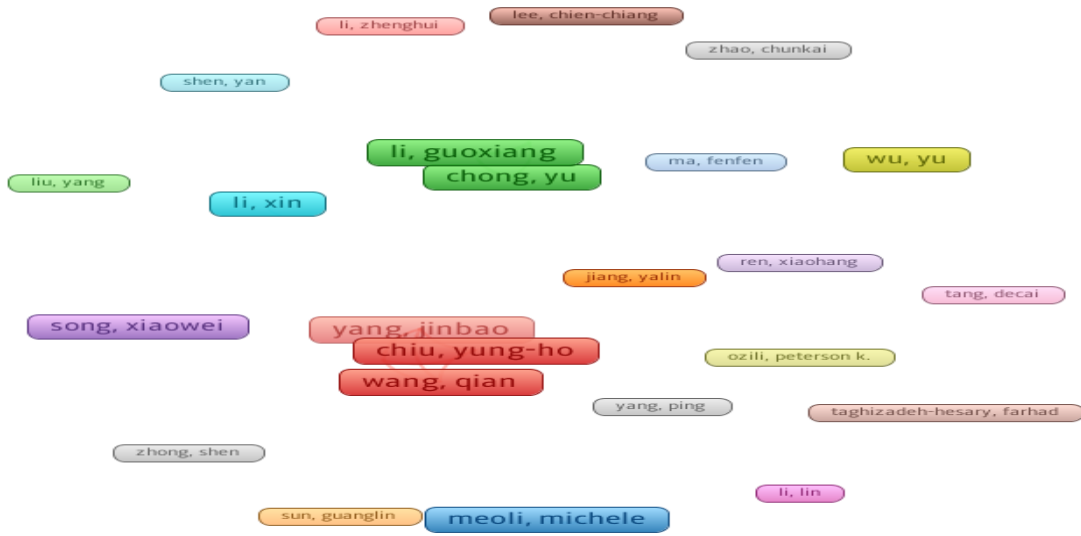 lee, chien-chiang
li, zhenghui
zhao, chunkai
shen, yan
li, guoxiang
wu, yu
ma, fenfen
chong, yu
liu, yang
li, xin
ren, xiaohang
jiang, yalin
tang, decai
song, xiaowei
yang, jinbao
chiu, yung-ho
ozili, peterson k.
wang, qian
yang, ping
taghizadeh-hesary, farhad
zhong, shen
li, lin
sun, guanglin
meoli, michele